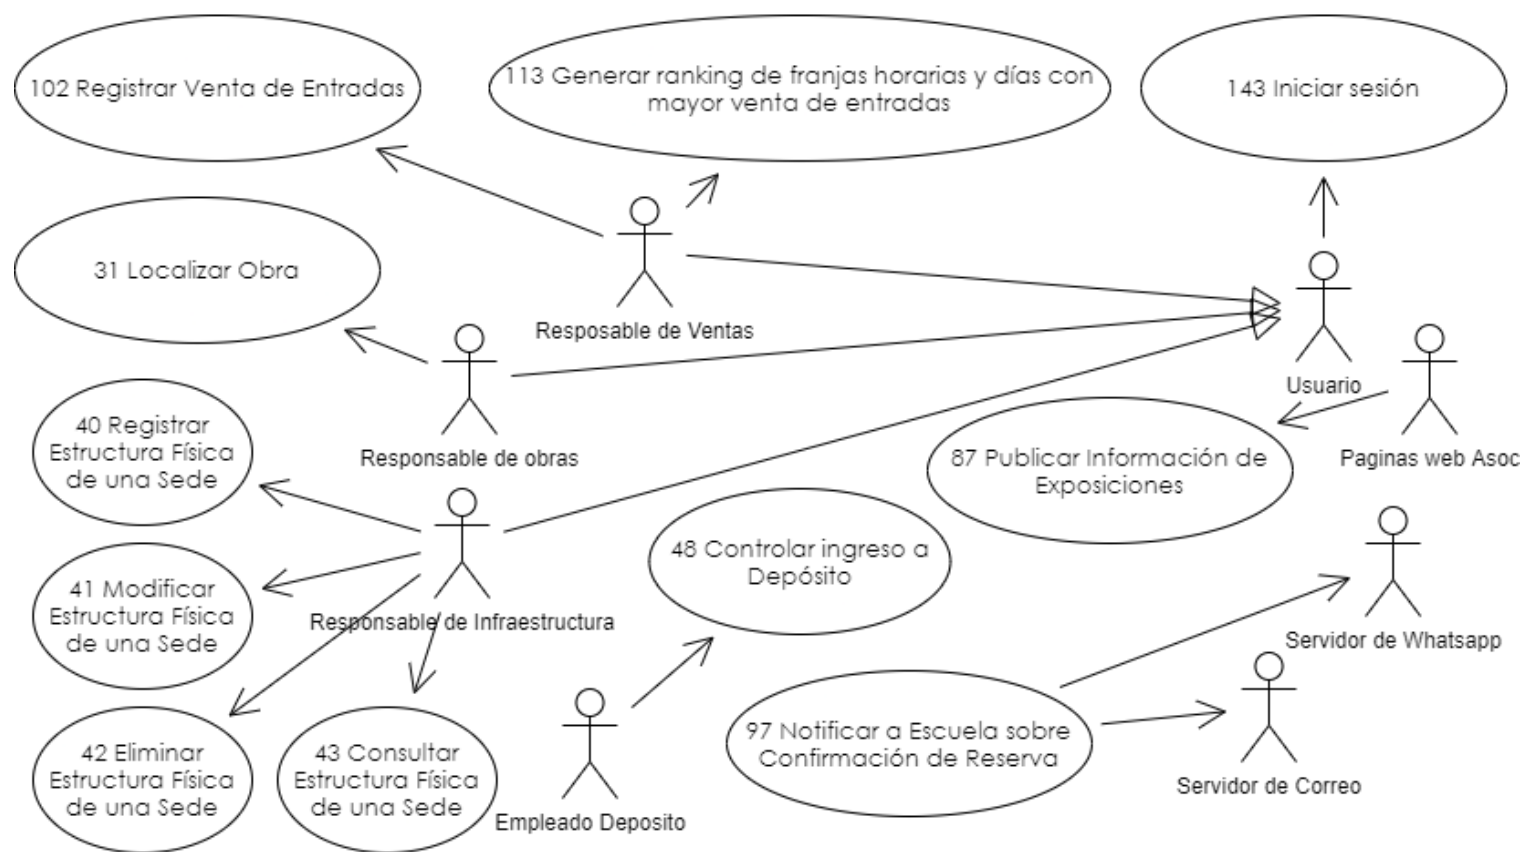 102 Registrar Venta de Entradas
113 Generar ranking de franjas horarias y días con
mayor venta de entradas
143 Iniciar sesión
31 Localizar Obra
Resposable de Ventas
Usuario
40 Registrar
Estructura Física
de una Sede
Responsable de obras
87 Publicar Información de
Exposiciones
Paginas web Asoc
48 Controlar ingreso a
Depósito
41 Modificar
Estructura Física
de una Sede
Responsable de Infraestructura
Servidor de Whatsapp
42 Eliminar
Estructura Física
de una Sede
43 Consultar
Estructura Física
de una Sede
97 Notificar a Escuela sobre
Confirmación de Reserva
Servidor de Correo
Empleado Deposito